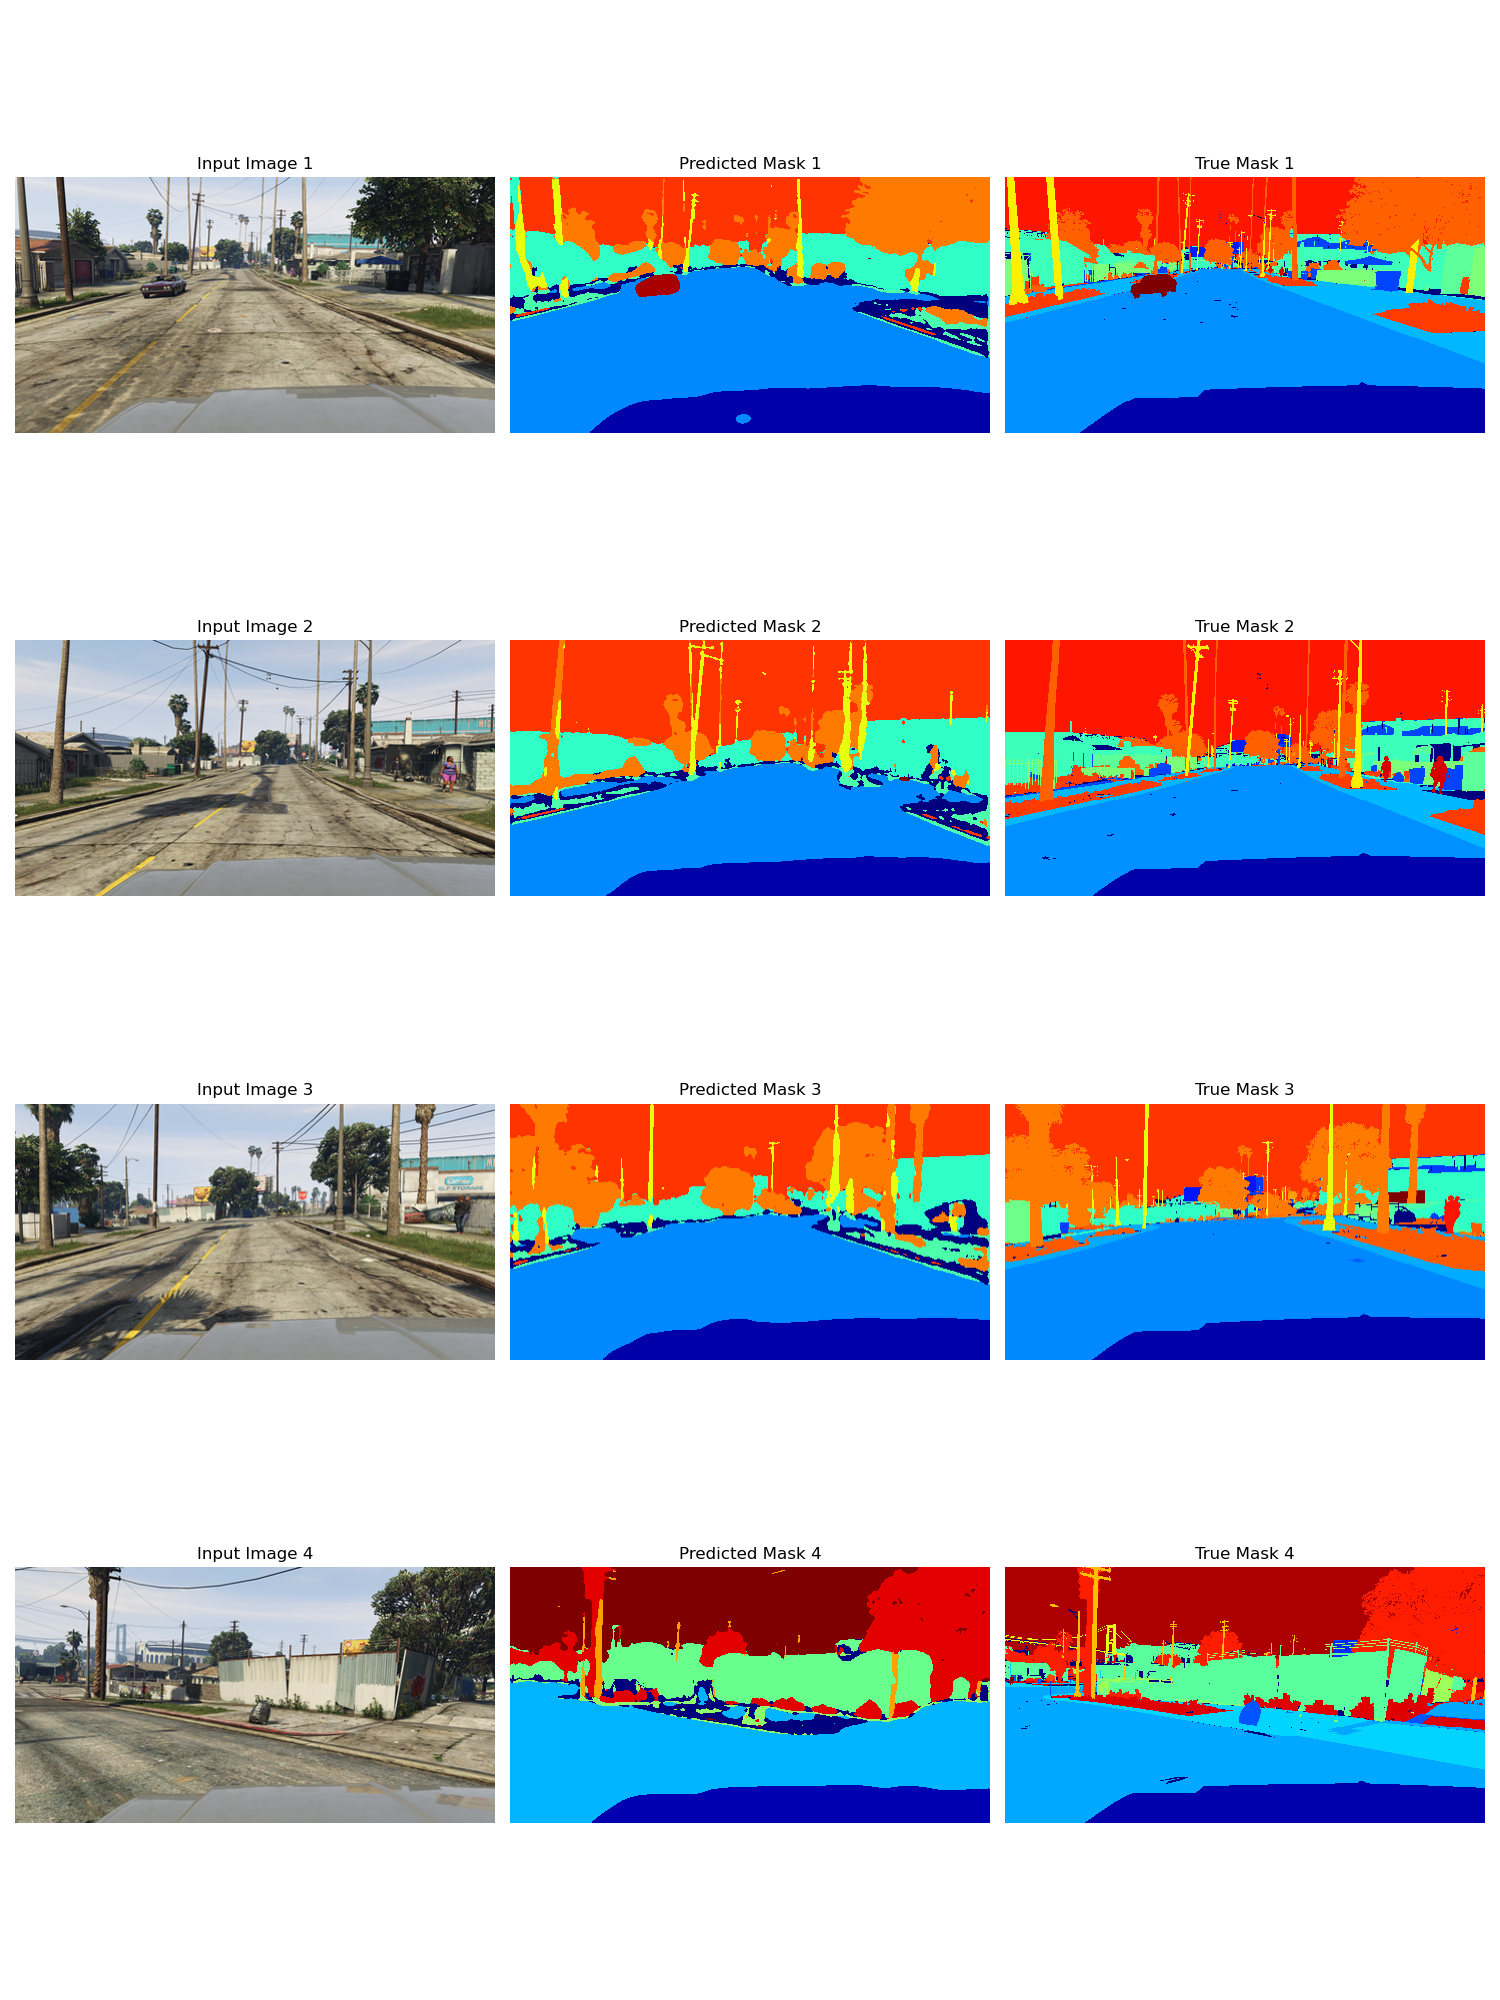 Input Image 1
Predicted Mask 1
True Mask 1
Input Image 2
Predicted Mask 2
True Mask 2
Input Image 3
Predicted Mask 3
True Mask 3
Input Image 4
Predicted Mask 4
True Mask 4